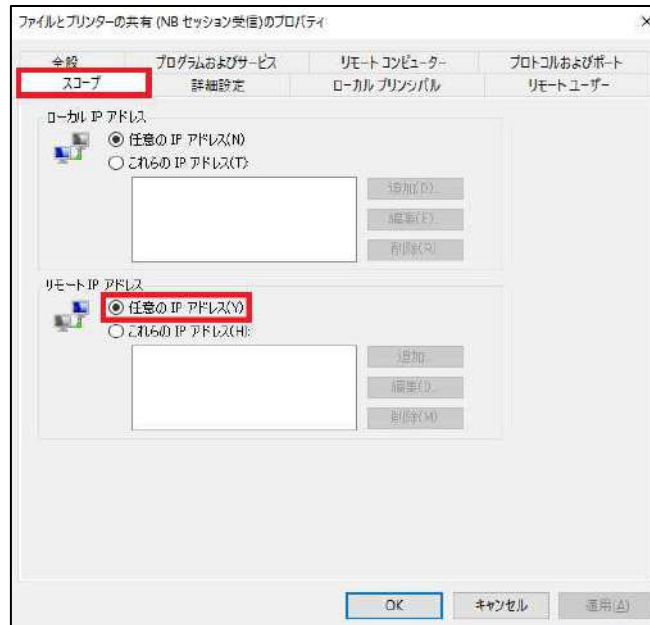 ファイルとプリンターの共有 (NB セッション受信)のプロパティ ×
全般 プログラムおよびサービス リモート コンピューター プロトコルおよびポート
スコープ 詳細設定 ローカル プリンシパル リモート ユーザー
ローカル IP アドレス
任意の IP アドレス(N)
これらの IP アドレス(T):
追加(D)...
編集(E)...
削除(R)
リモート IP アドレス
任意の IP アドレス(Y)
これらの IP アドレス(H):
追加...
編集(I)...
削除(M)
OK キャンセル 適用(A)